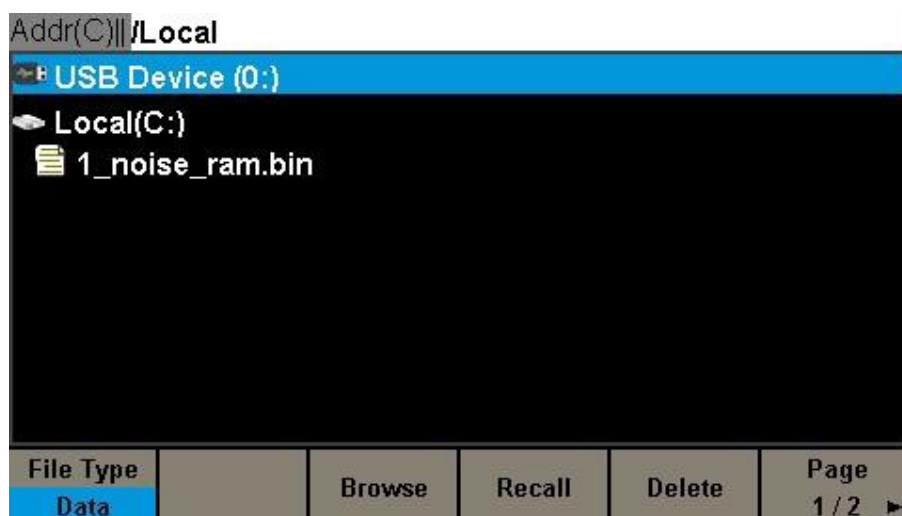 Addr(C)|| /Local
USB Device (0:)
Local(C:)
1_noise_ram.bin
File Type
Data
Browse
Recall
Delete
Page
1/2 ►